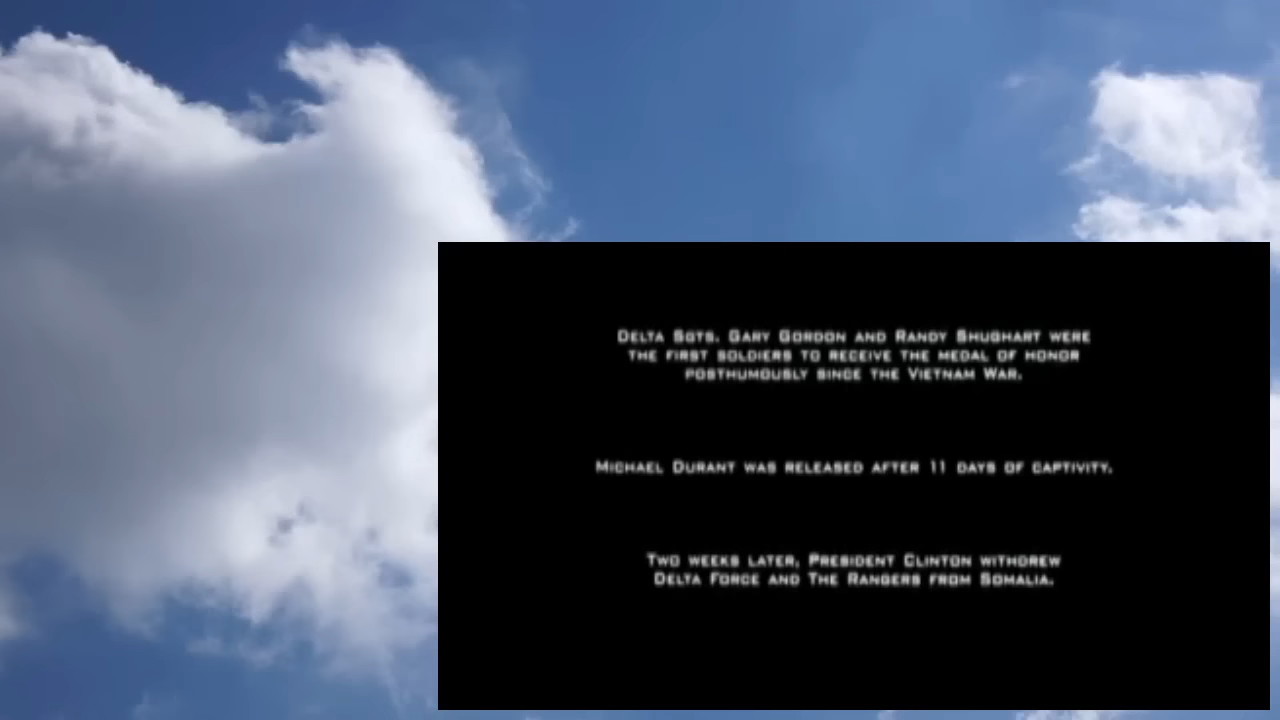 Delta Sgts. Gary Gordon and Randy Shughart were
the first soldiers to receive the medal of honor
posthumously since the Vietnam War.
Michael Durant was released after 11 days of captivity.
Two weeks later, President Clinton withdrew
Delta Force and The Rangers from Somalia.